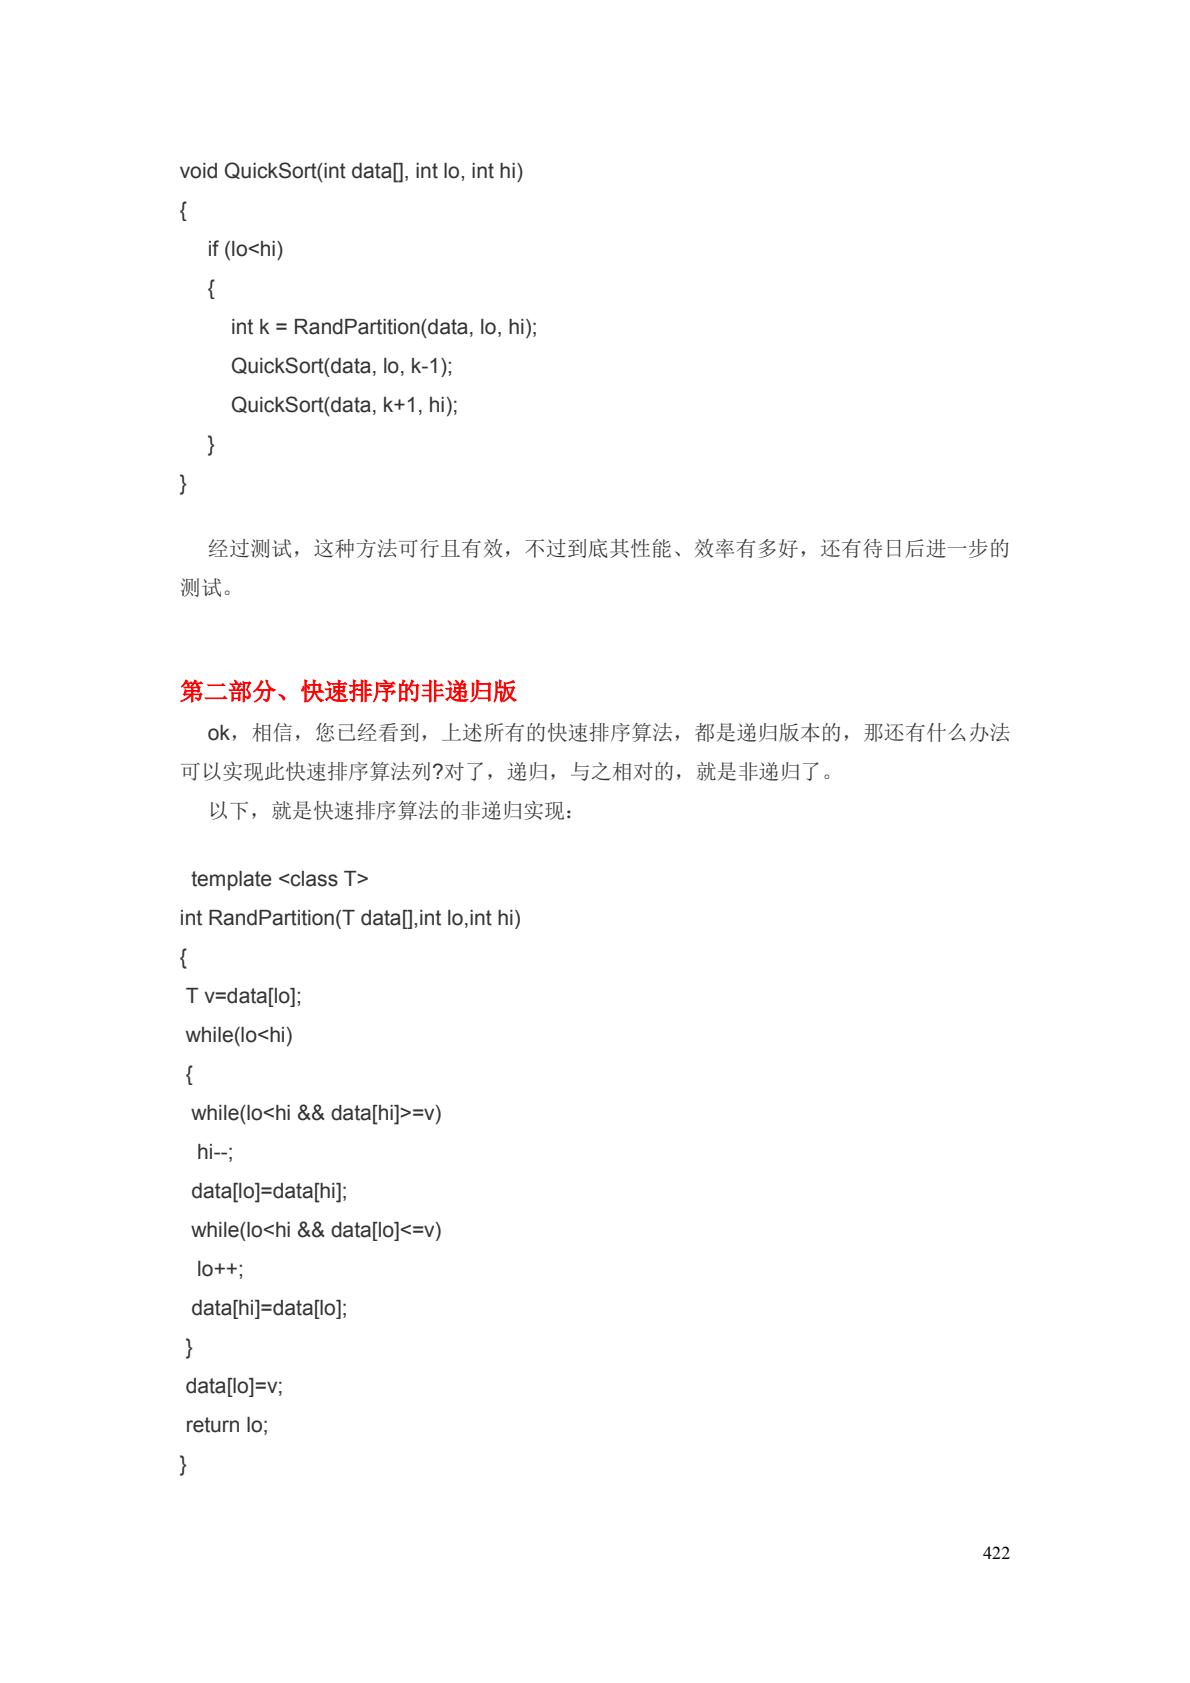 void QuickSort(int data[], int lo, int hi)
{
if (lo<hi)
{
int k = RandPartition(data, lo, hi);
QuickSort(data, lo, k-1);
QuickSort(data, k+1, hi);
}
}
经过测试，这种方法可行且有效，不过到底其性能、效率有多好，还有待日后进一步的
测试。
第二部分、快速排序的非递归版
ok，相信，您已经看到，上述所有的快速排序算法，都是递归版本的，那还有什么办法
可以实现此快速排序算法列?对了，递归，与之相对的，就是非递归了。
以下，就是快速排序算法的非递归实现：
template <class T>
int RandPartition(T data[],int lo,int hi)
{
T v=data[lo];
while(lo<hi)
{
while(lo<hi && data[hi]>=v)
hi--;
data[lo]=data[hi];
while(lo<hi && data[lo]<=v)
lo++;
data[hi]=data[lo];
}
data[lo]=v;
return lo;
}
422